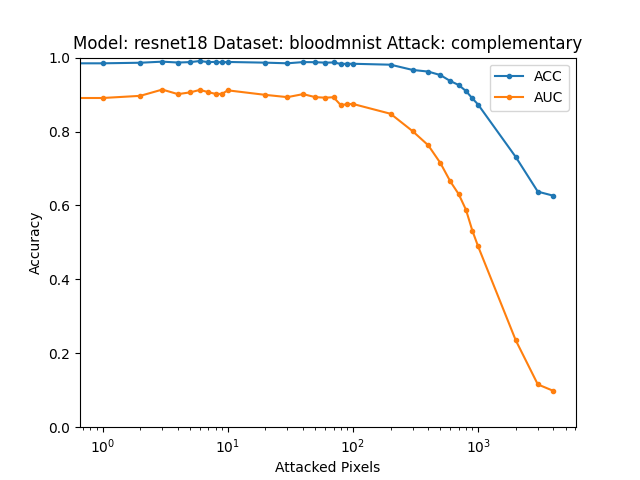 Model: resnet18 Dataset: bloodmnist Attack: complementary
ACC
AUC
Accuracy
1.0
0.8
0.6
0.4
0.2
0.0
10⁰
10¹
10²
10³
Attacked Pixels